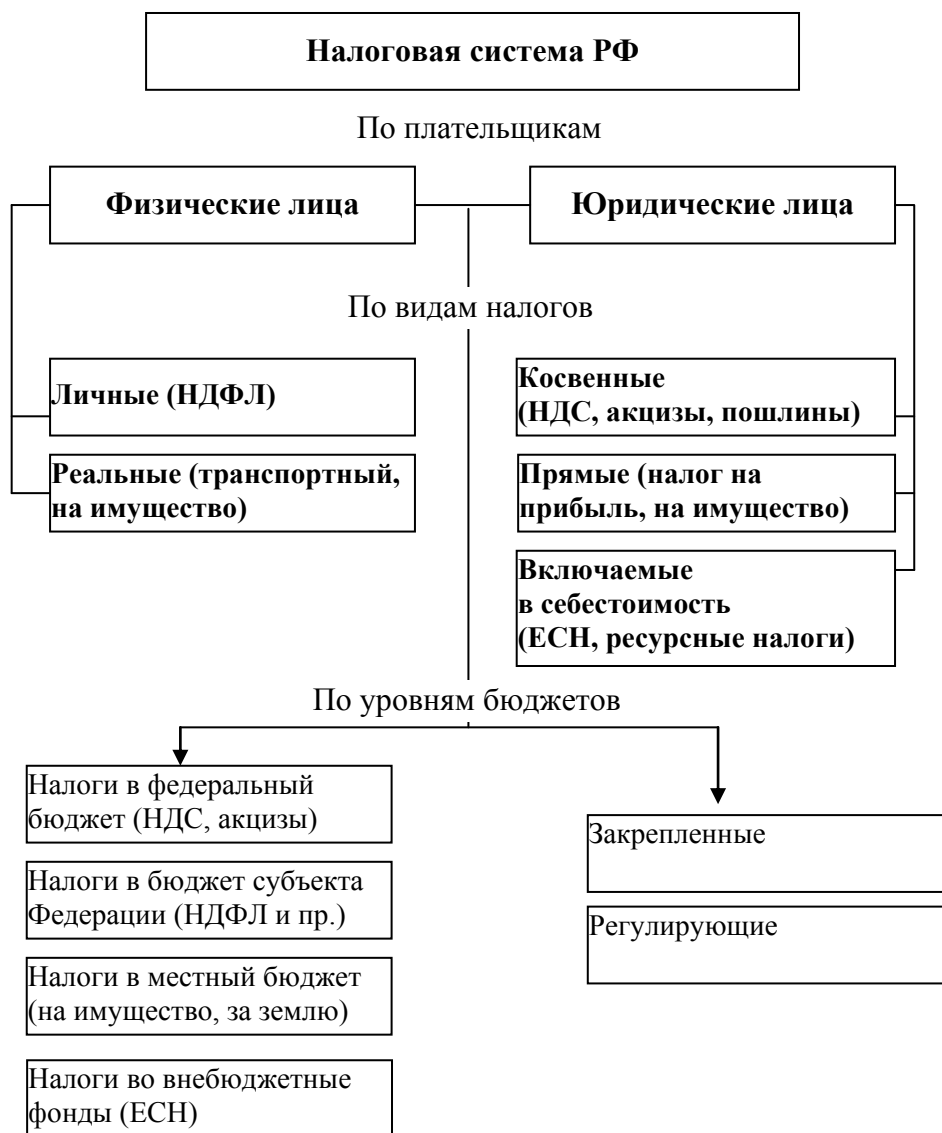 Налоговая система РФ
По плательщикам
Физические лица
Юридические лица
По видам налогов
Личные (НДФЛ)
Реальные (транспортный,
на имущество)
Косвенные
(НДС, акцизы, пошлины)
Прямые (налог на
прибыль, на имущество)
Включаемые
в себестоимость
(ЕСН, ресурсные налоги)
По уровням бюджетов
Налоги в федеральный
бюджет (НДС, акцизы)
Налоги в бюджет субъекта
Федерации (НДФЛ и пр.)
Налоги в местный бюджет
(на имущество, за землю)
Налоги во внебюджетные
фонды (ЕСН)
Закрепленные
Регулирующие